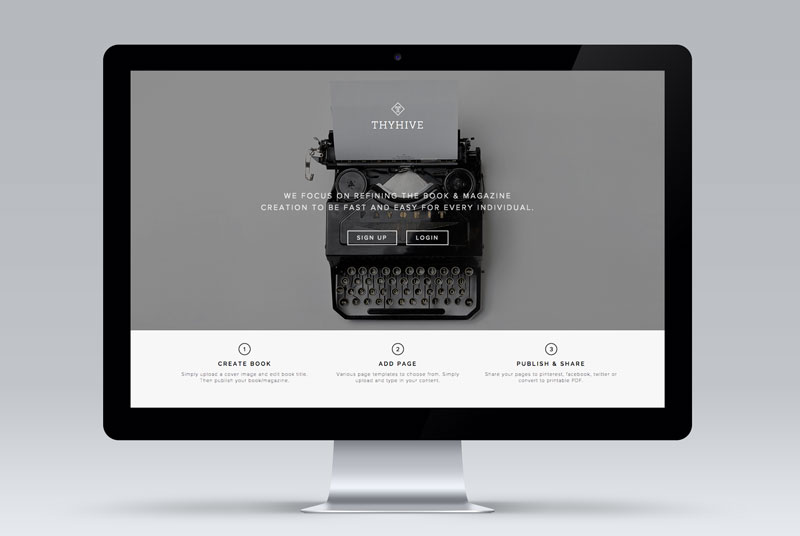 THYHIVE
WE FOCUS ON REFINING THE BOOK & MAGAZINE
CREATION TO BE FAST AND EASY FOR EVERY INDIVIDUAL.
SIGN UP
LOGIN
1
CREATE BOOK
Simply upload a cover image and edit book title.
Then publish your book/magazine.
2
ADD PAGE
Various page templates to choose from. Simply
upload and type in your content.
3
PUBLISH & SHARE
Share your pages to pinterest, facebook, twitter or
convert to printable PDF.